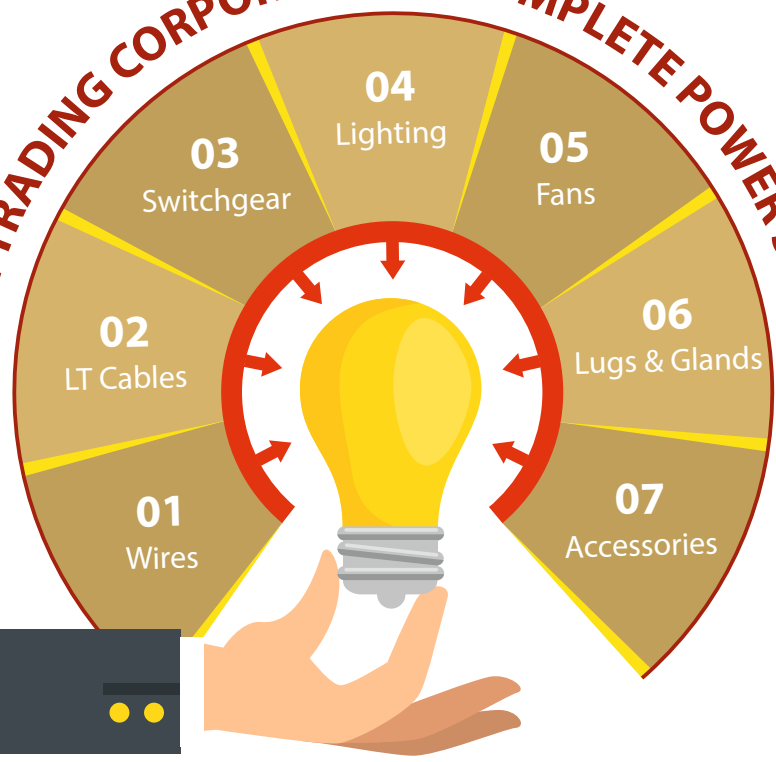 TRADING CORPO
MPLETE POWER
01
Wires
02
LT Cables
03
Switchgear
04
Lighting
05
Fans
06
Lugs & Glands
07
Accessories